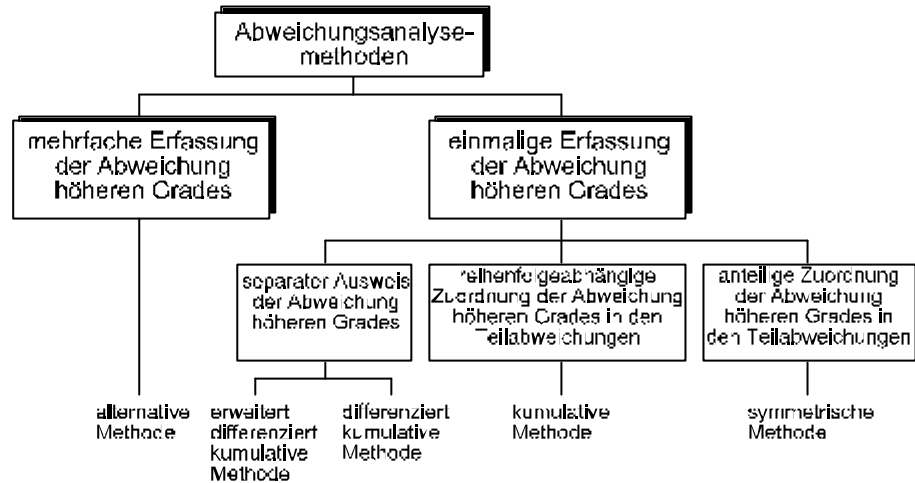 Abweichungsanalyse-
methoden
mehrfache Erfassung
der Abweichung
höheren Grades
einmalige Erfassung
der Abweichung
höheren Grades
separater Ausweis
der Abweichung
höheren Grades
reihenfolgeabhängige
Zuordnung der Abweichung
höheren Grades in den
Teilabweichungen
anteilige Zuordnung
der Abweichung
höheren Grades in
den Teilabweichungen
alternative
Methode
erweitert
differenziert
kumulative
Methode
differenziert
kumulative
Methode
kumulative
Methode
symmetrische
Methode